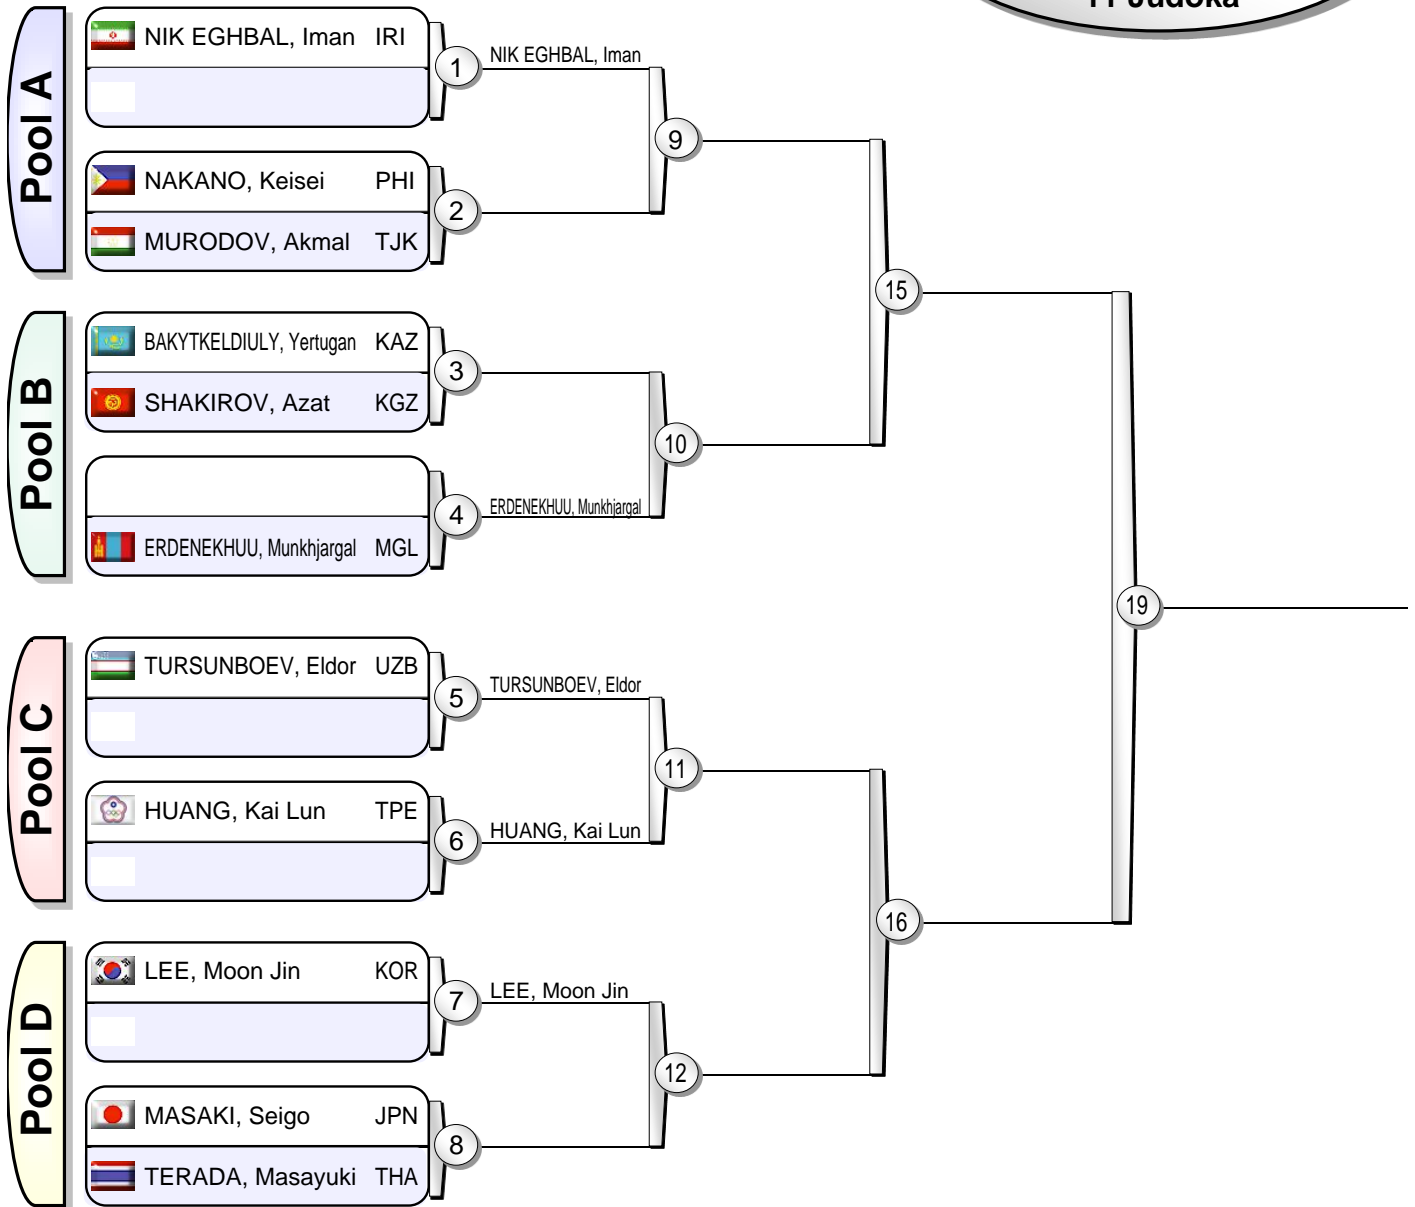 11 Judoka
Pool A
NIK EGHBAL, Iman IRI
1
NIK EGHBAL, Iman
NAKANO, Keisei PHI
MURODOV, Akmal TJK
2
9
Pool B
BAKYTKELDIULY, Yertugan KAZ
SHAKIROV, Azat KGZ
3
ERDENEKHUU, Munkhjargal MGL
4
ERDENEKHUU, Munkhjargal
10
15
Pool C
TURSUNBOEV, Eldor UZB
5
TURSUNBOEV, Eldor
HUANG, Kai Lun TPE
6
HUANG, Kai Lun
11
Pool D
LEE, Moon Jin KOR
7
LEE, Moon Jin
MASAKI, Seigo JPN
TERADA, Masayuki THA
8
12
16
19